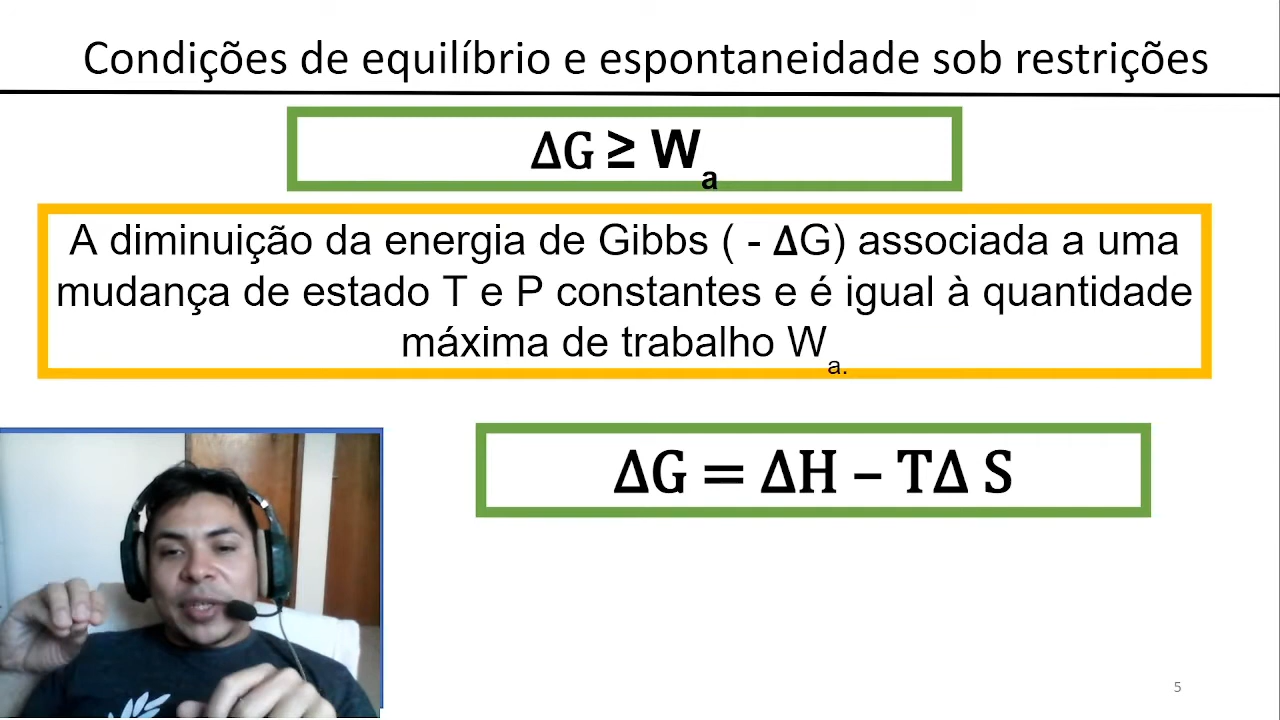 Condições de equilíbrio e espontaneidade sob restrições
ΔG ≥ Wa
A diminuição da energia de Gibbs ( - ΔG) associada a uma
mudança de estado T e P constantes e é igual à quantidade
máxima de trabalho Wa.
ΔG = ΔH – TΔ S
5